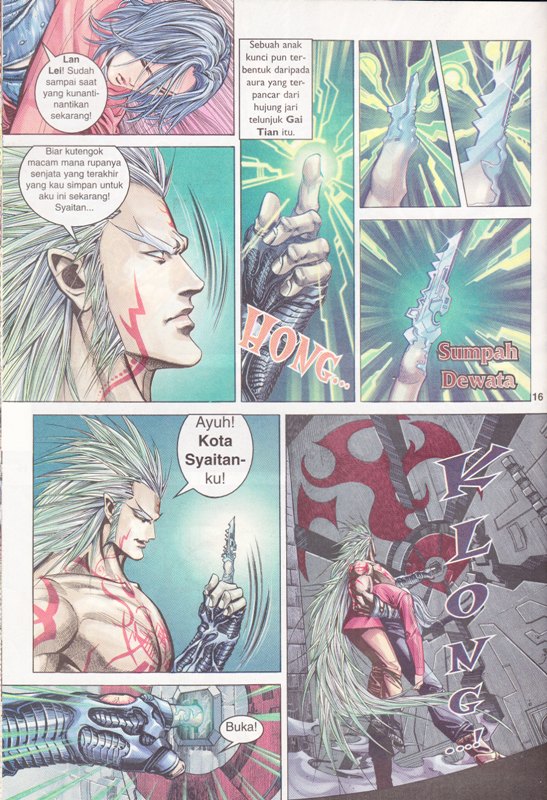 Lan
Lei! Sudah
sampai saat
yang kunanti-
nantikan
sekarang!
Sebuah anak
kunci pun ter-
bentuk daripada
aura yang ter-
pancar dari
hujung jari
telunjuk Gai
Tian itu.
Biar kutengok
macam mana rupanya
senjata yang terakhir
yang kau simpan untuk
aku ini sekarang!
Syaitan...
HONG...
Sumpah
Dewata
16
Ayuh!
Kota
Syaitan-
ku!
KLONG...!
Buka!